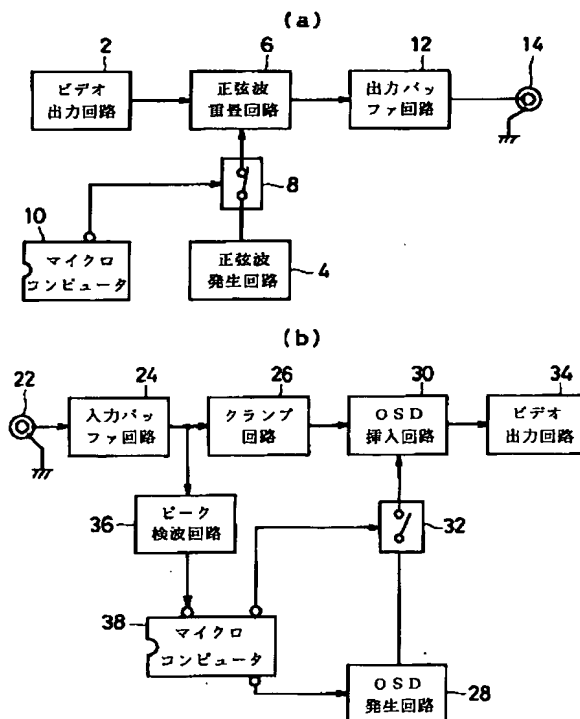 (a)
2
6
12
14
ビデオ
出力回路
正弦波
重畳回路
出力バッ
ファ回路
8
10
マイクロ
コンピュータ
正弦波
発生回路
4
(b)
22
24
26
30
34
入力バッ
ファ回路
クランプ
回路
OSD
挿入回路
ビデオ
出力回路
36
ピーク
検波回路
32
38
マイクロ
コンピュータ
OSD
発生回路
28